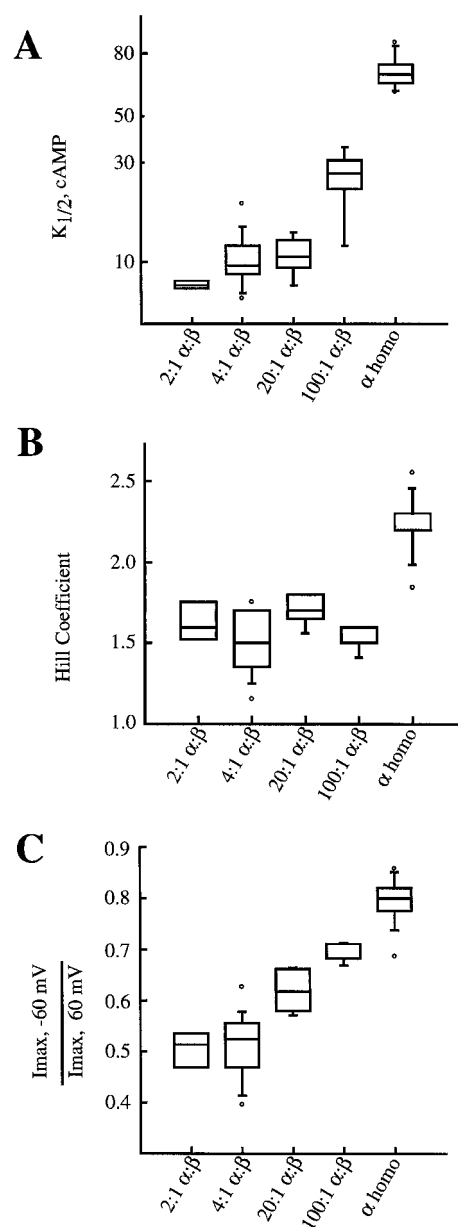 A
K1/2, cAMP
80
50
30
10
2:1 α:β
4:1 α:β
20:1 α:β
100:1 α:β
α homo
B
Hill Coefficient
2.5
2.0
1.5
1.0
2:1 α:β
4:1 α:β
20:1 α:β
100:1 α:β
α homo
C
Imax, -60 mV
Imax, 60 mV
0.9
0.8
0.7
0.6
0.5
0.4
2:1 α:β
4:1 α:β
20:1 α:β
100:1 α:β
α homo